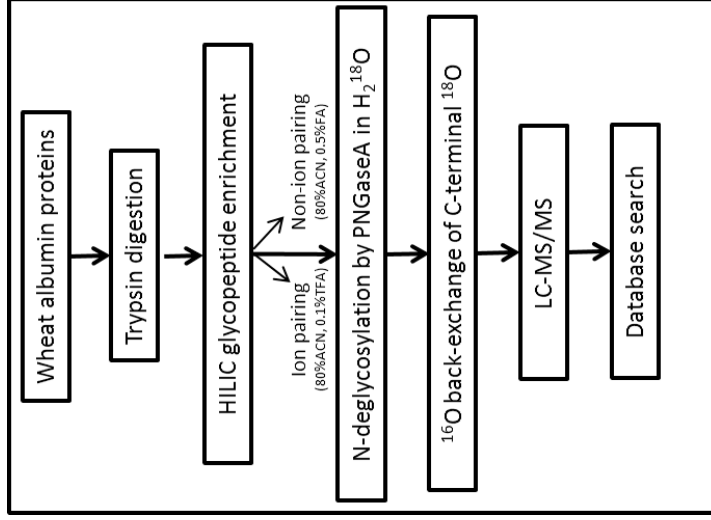 Wheat albumin proteins
Trypsin digestion
HILIC glycopeptide enrichment
Ion pairing
(80%ACN, 0.1%TFA)
Non-ion pairing
(80%ACN, 0.5%FA)
N-deglycosylation by PNGaseA in H₂¹⁸O
¹⁶O back-exchange of C-terminal ¹⁸O
LC-MS/MS
Database search